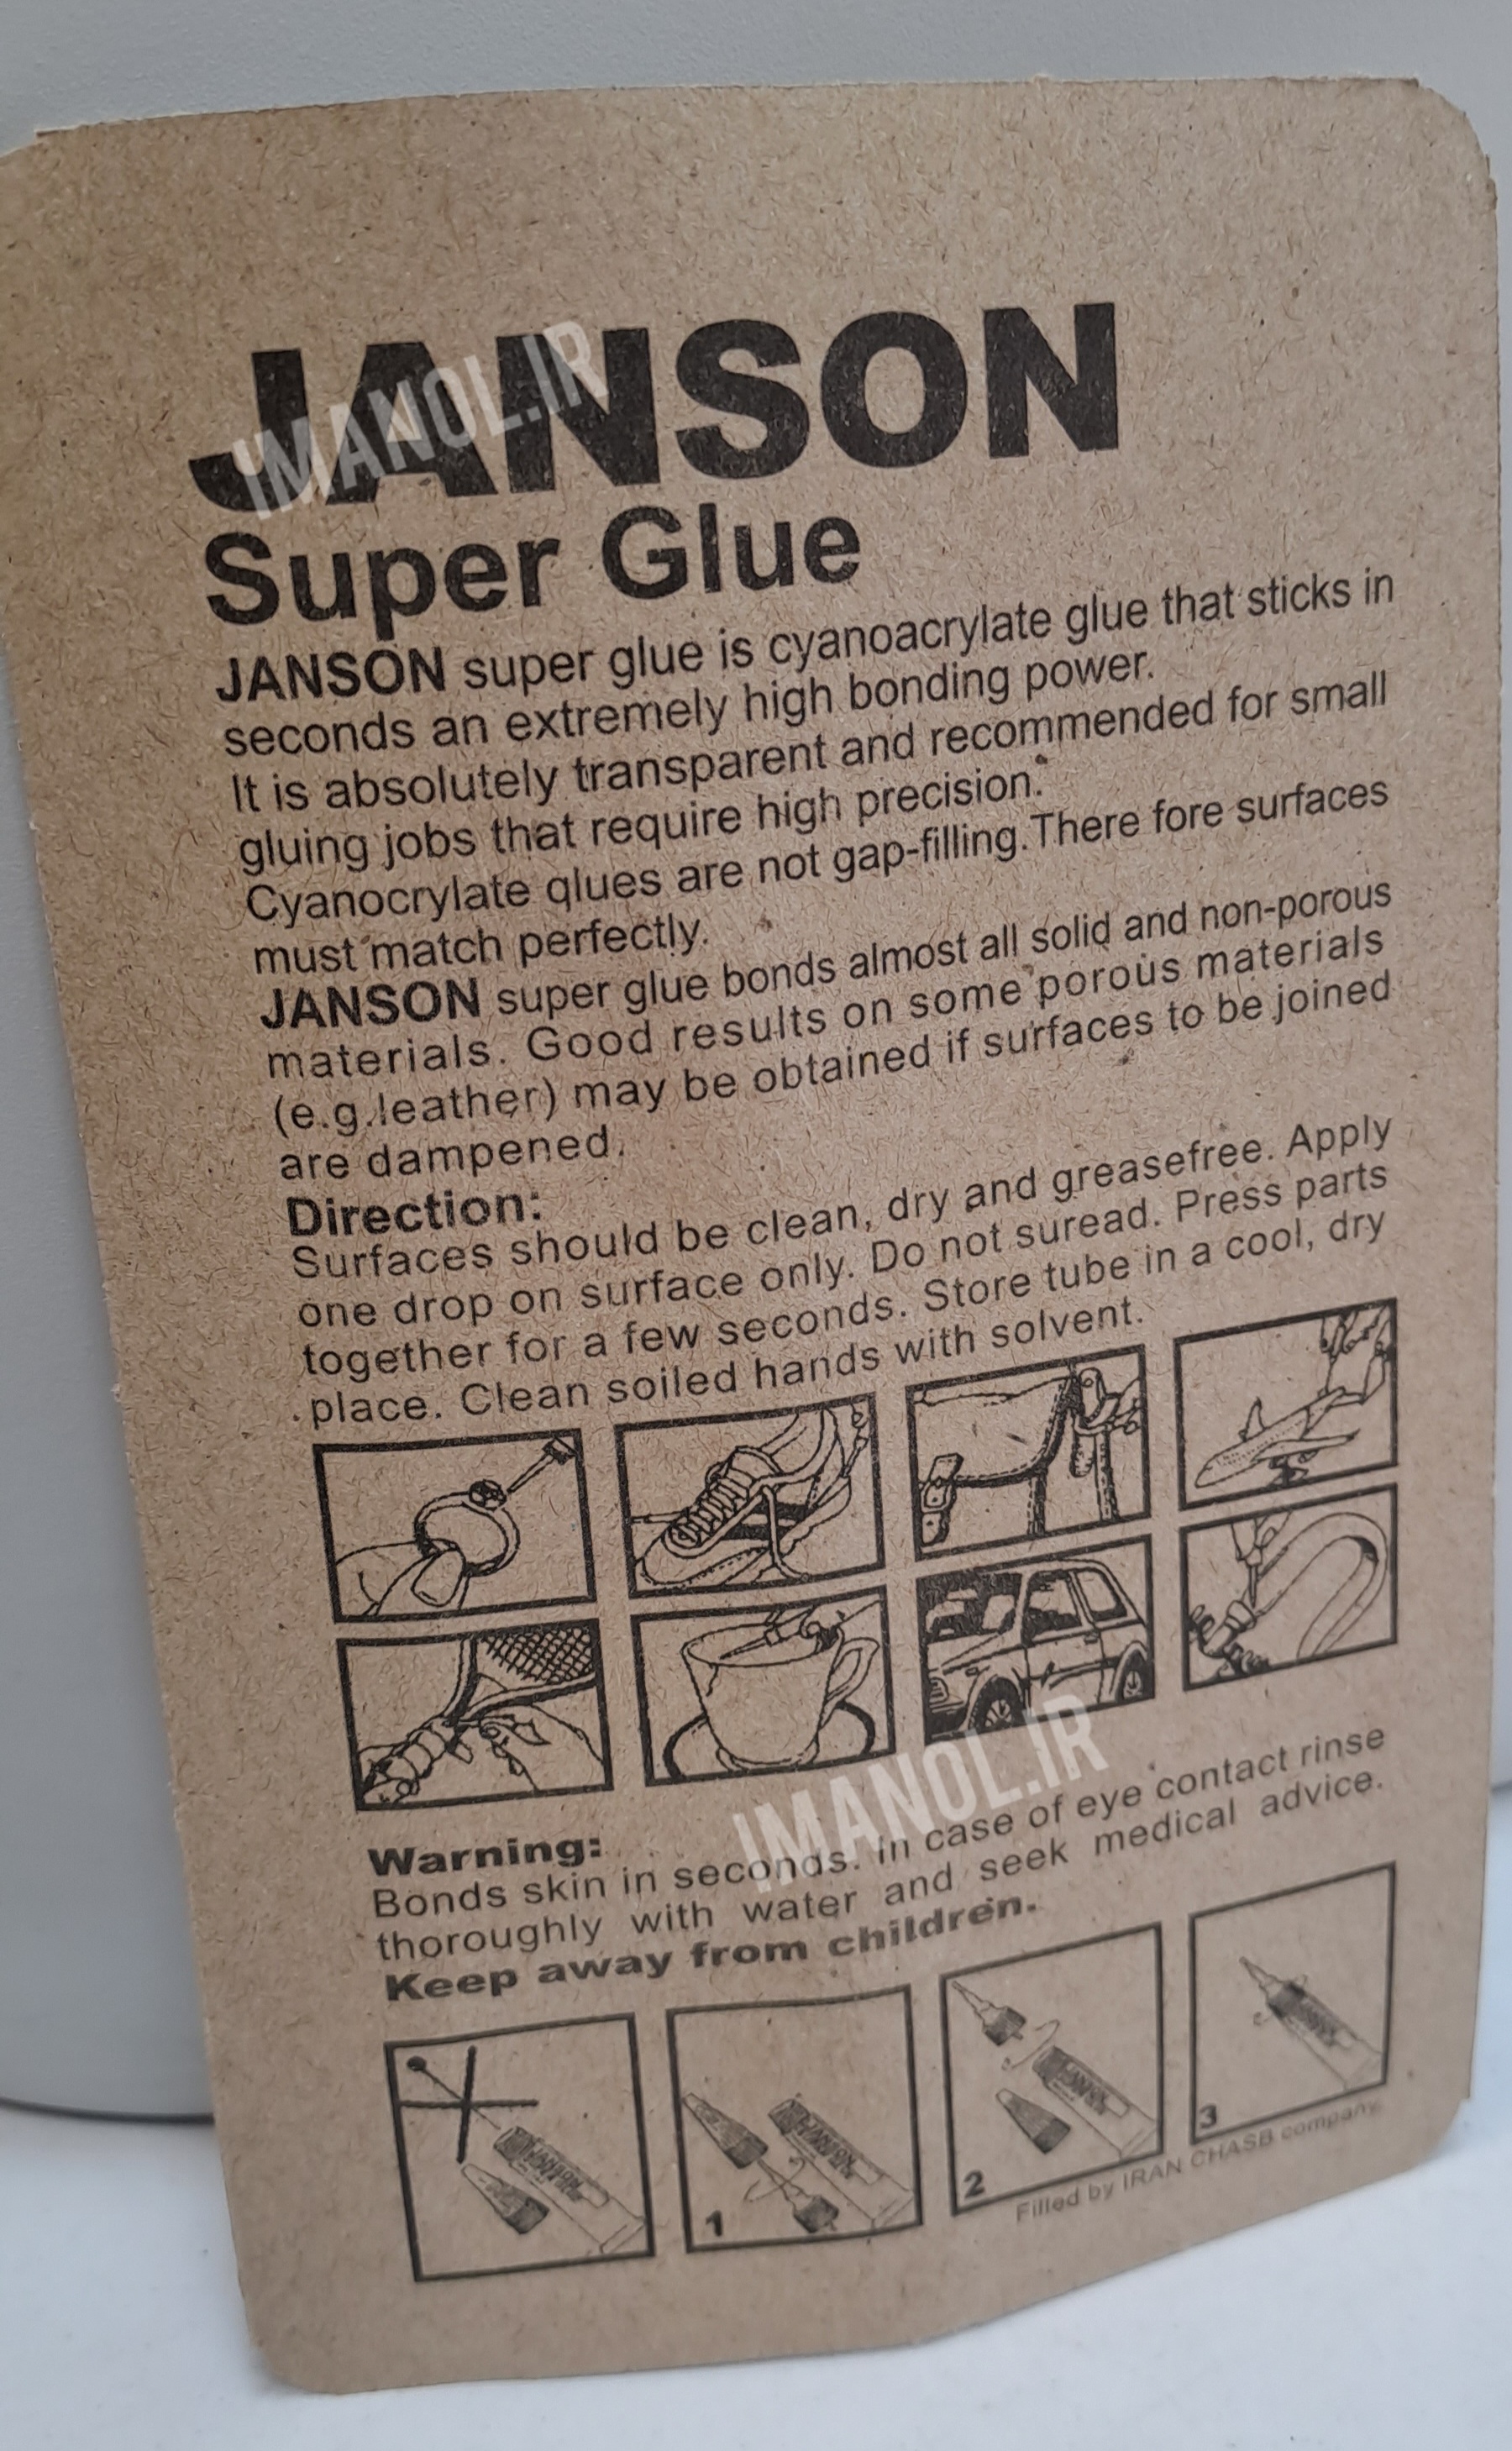 JANSON
IMANOL.IR
Super Glue
JANSON super glue is cyanoacrylate glue that sticks in
seconds an extremely high bonding power.
It is absolutely transparent and recommended for small
gluing jobs that require high precision.
Cyanocrylate qlues are not gap-filling.There fore surfaces
must match perfectly.
JANSON super glue bonds almost all solid and non-porous
materials. Good results on some porous materials
(e.g.leather) may be obtained if surfaces to be joined
are dampened.
Direction:
Surfaces should be clean, dry and greasefree. Apply
one drop on surface only. Do not suread. Press parts
together for a few seconds. Store tube in a cool, dry
place. Clean soiled hands with solvent.
IMANOL.IR
Warning:
Bonds skin in seconds. In case of eye contact rinse
thoroughly with water and seek medical advice.
Keep away from children.
JANSON
1
JANSON
2
JANSON
3
JANSON
Filled by IRAN CHASB company.